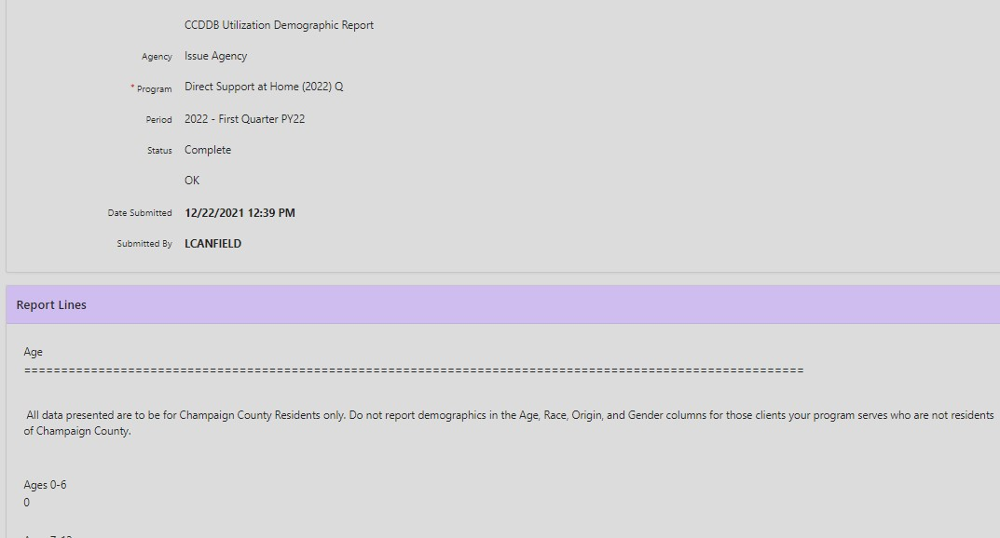 CCDDB Utilization Demographic Report
Agency Issue Agency
* Program Direct Support at Home (2022) Q
Period 2022 - First Quarter PY22
Status Complete
OK
Date Submitted 12/22/2021 12:39 PM
Submitted By LCANFIELD
Report Lines
Age
=========================================================================================================
All data presented are to be for Champaign County Residents only. Do not report demographics in the Age, Race, Origin, and Gender columns for those clients your program serves who are not residents
of Champaign County.
Ages 0-6
0